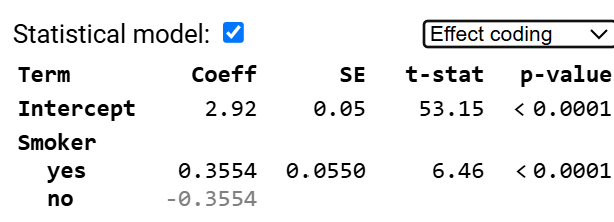 Statistical model:
Effect coding
Term Coeff SE t-stat p-value
Intercept 2.92 0.05 53.15 <0.0001
Smoker
yes 0.3554 0.0550 6.46 <0.0001
no -0.3554